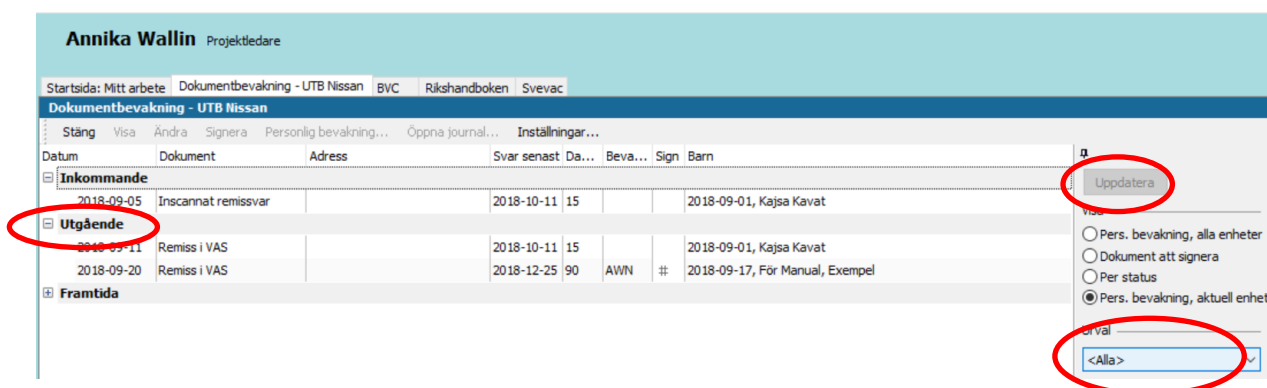 Annika Wallin Projektledare
Startsida: Mitt arbete Dokumentbevakning - UTB Nissan BVC Rikshandboken Svevac
Dokumentbevakning - UTB Nissan
Stäng Visa Ändra Signera Personlig bevakning... Öppna journal... Inställningar...
Datum Dokument Adress Svar senast Da... Beva... Sign Barn
Inkommande
2018-09-05 Inscannat remissvar 2018-10-11 15 2018-09-01, Kajsa Kavat
Utgående
2018-09-11 Remiss i VAS 2018-10-11 15 2018-09-01, Kajsa Kavat
2018-09-20 Remiss i VAS 2018-12-25 90 AWN # 2018-09-17, För Manual, Exempel
Framtida
Uppdatera
Visa
Pers. bevakning, alla enheter
Dokument att signera
Per status
Pers. bevakning, aktuell enhet
Urval
<Alla>